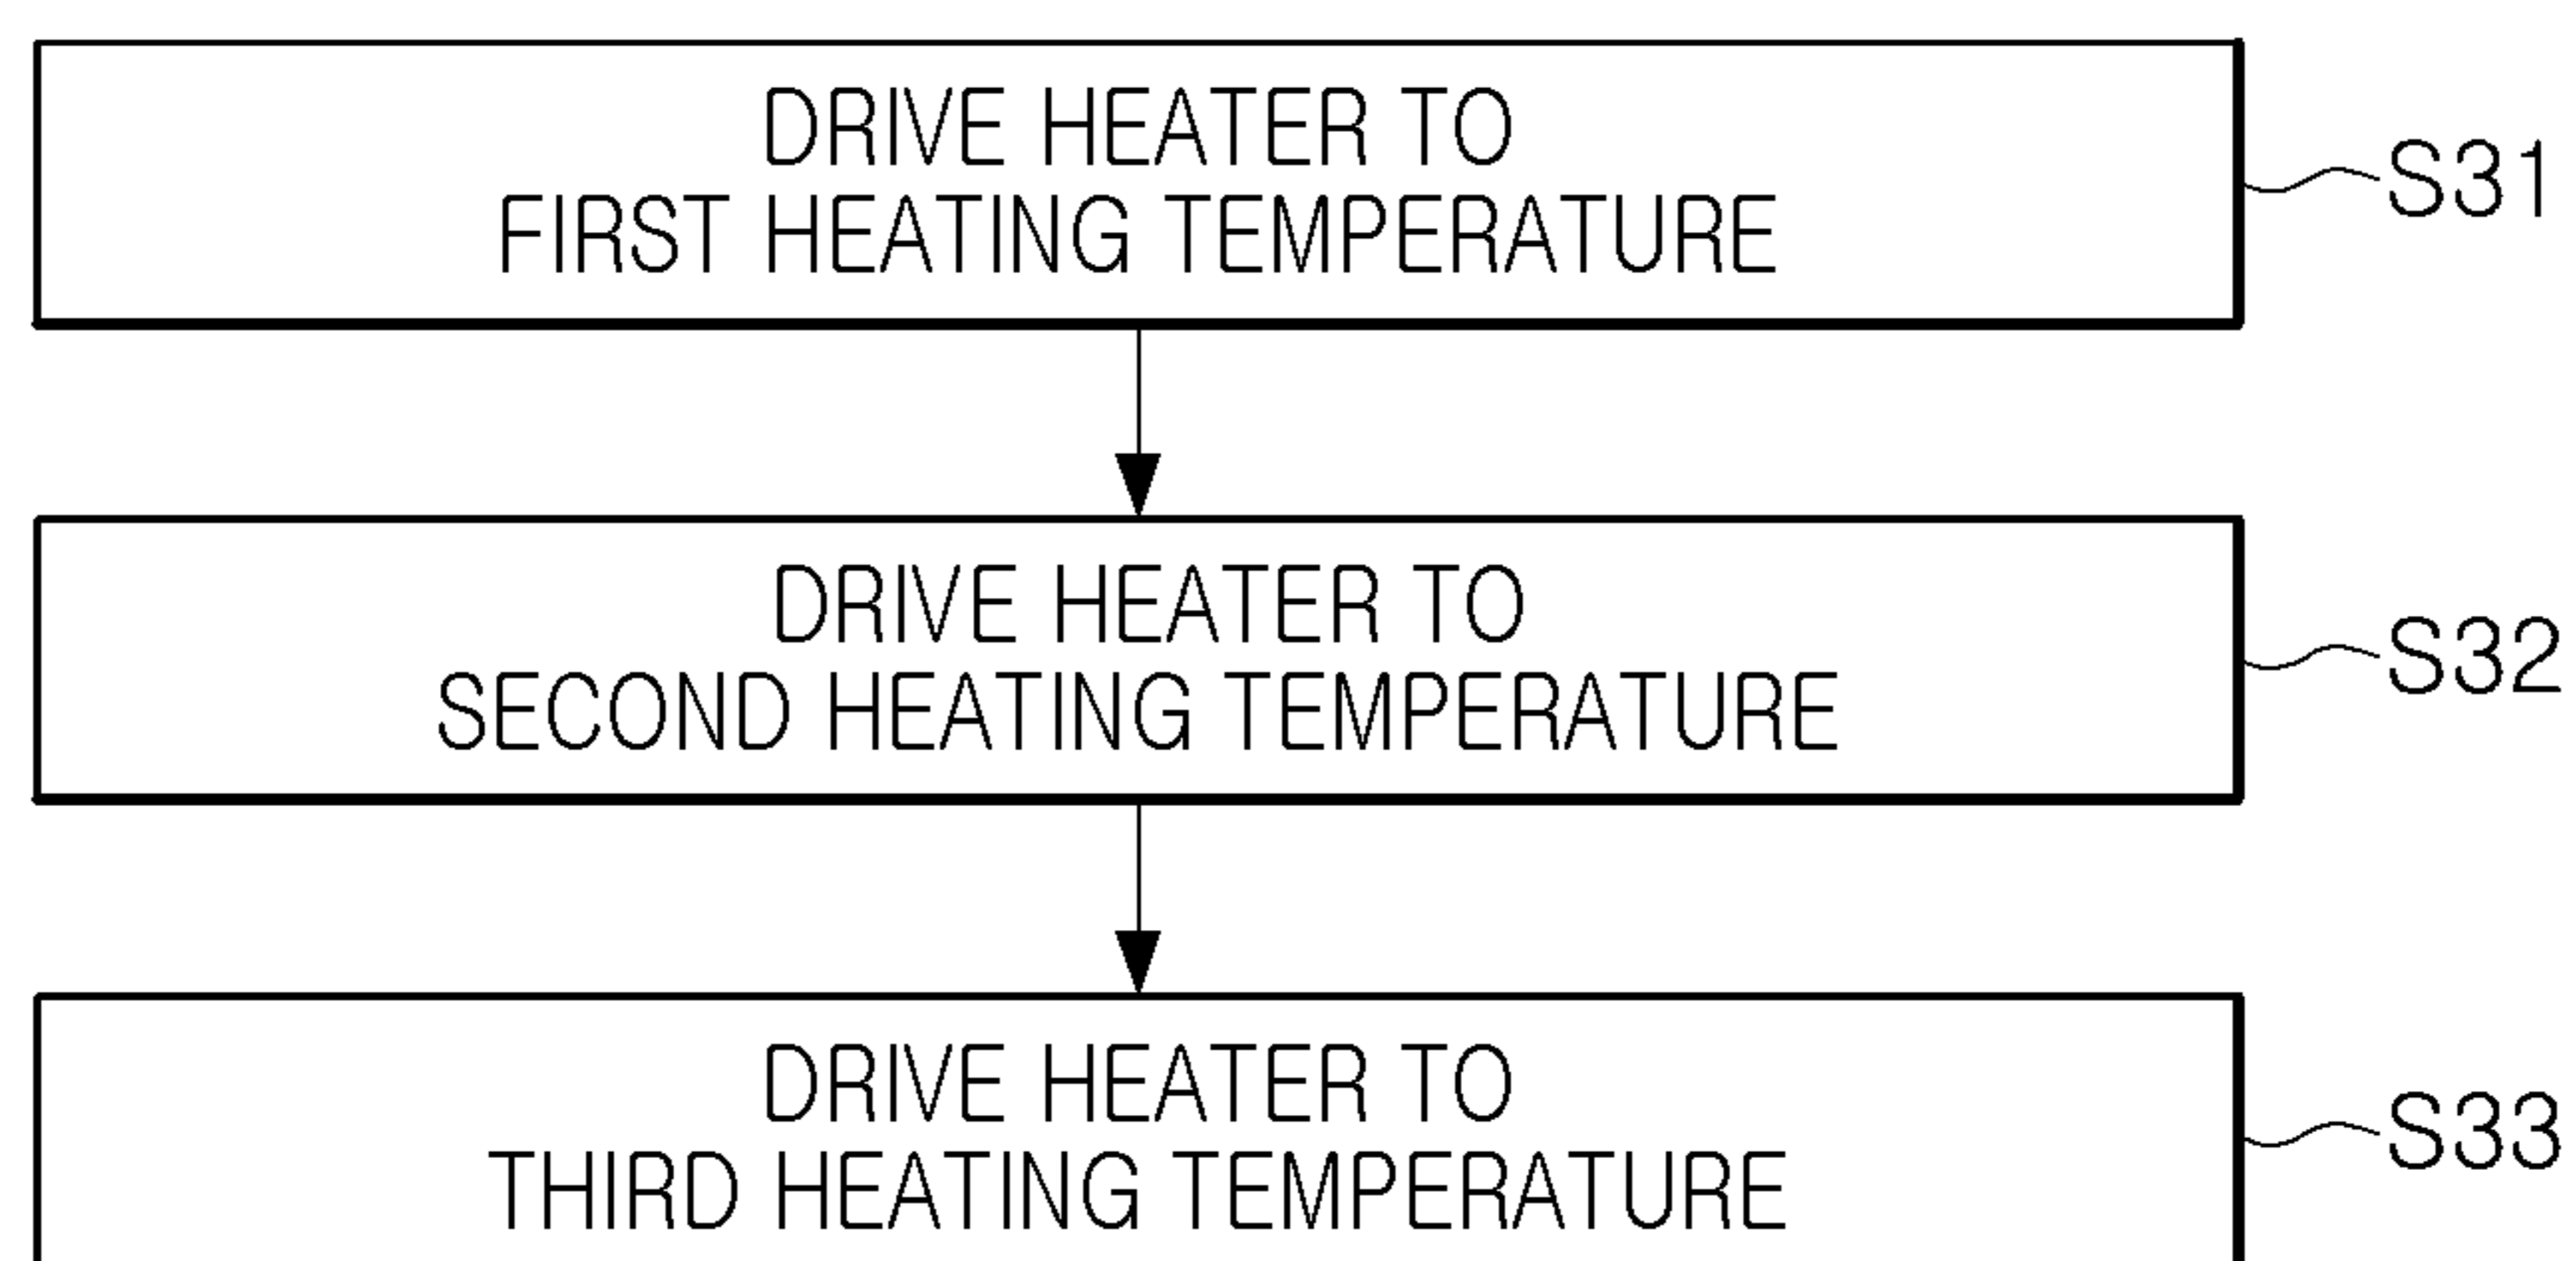 DRIVE HEATER TO
FIRST HEATING TEMPERATURE
S31
DRIVE HEATER TO
SECOND HEATING TEMPERATURE
S32
DRIVE HEATER TO
THIRD HEATING TEMPERATURE
S33